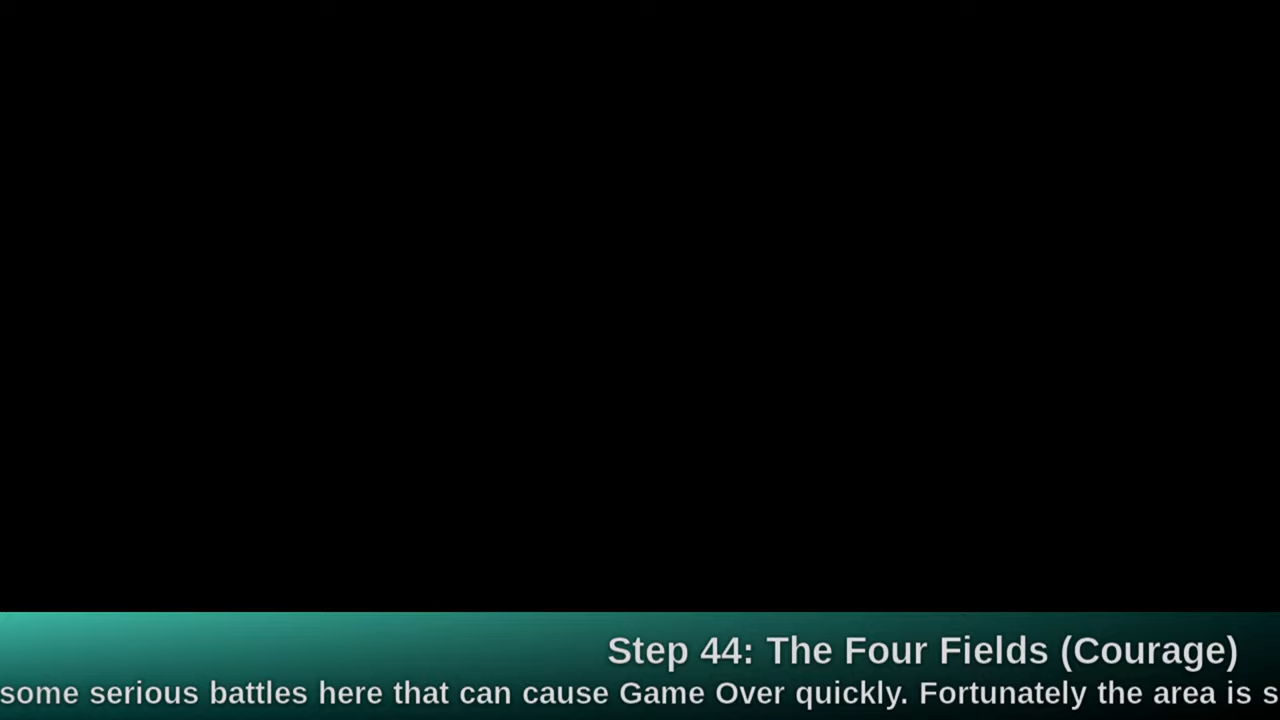 Step 44: The Four Fields (Courage)
some serious battles here that can cause Game Over quickly. Fortunately the area is